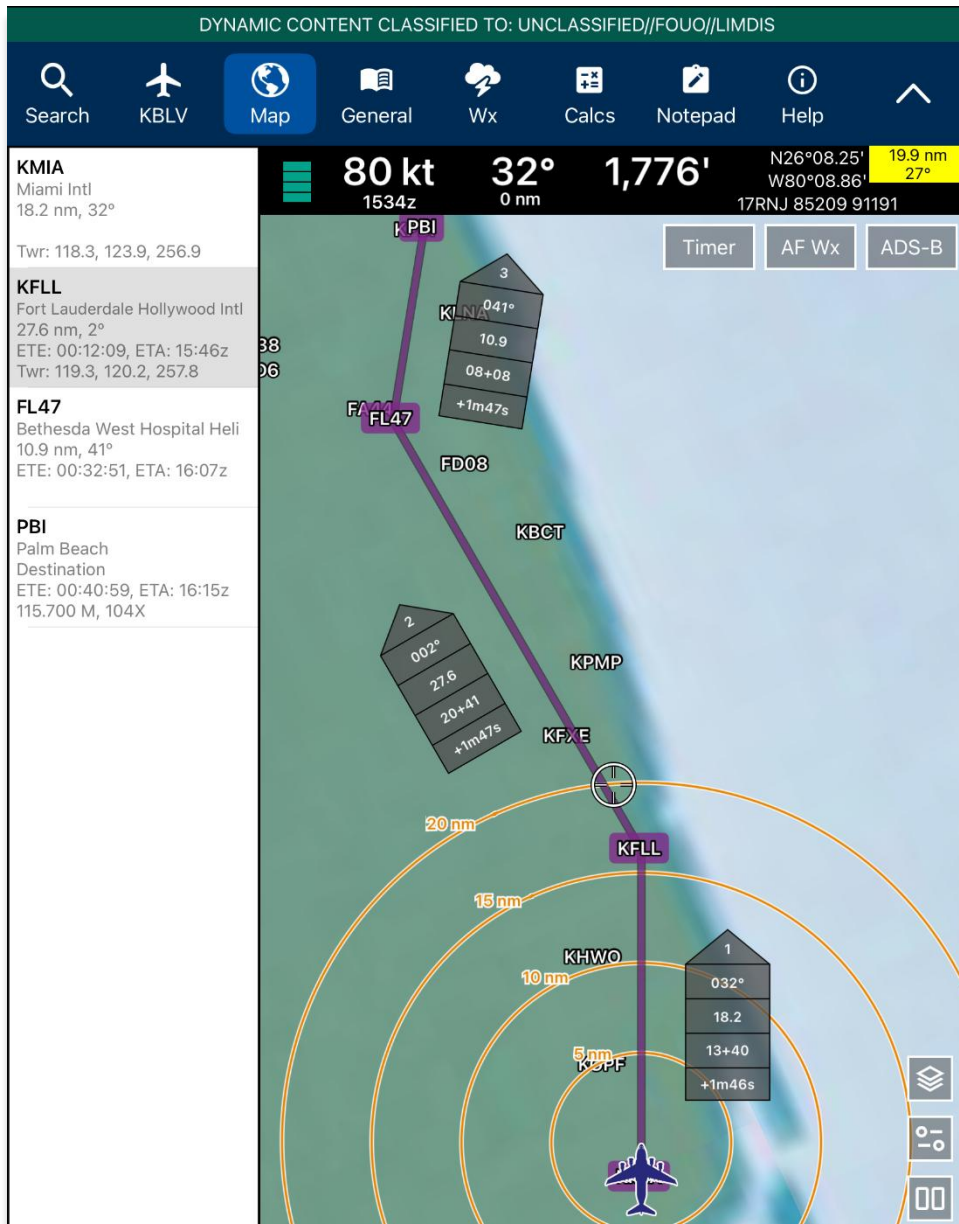 DYNAMIC CONTENT CLASSIFIED TO: UNCLASSIFIED//FOUO//LIMDIS
Search
KBLV
Map
General
Wx
Calcs
Notepad
Help
KMIA
Miami Intl
18.2 nm, 32°
Twr: 118.3, 123.9, 256.9
KFLL
Fort Lauderdale Hollywood Intl
27.6 nm, 2°
ETE: 00:12:09, ETA: 15:46z
Twr: 119.3, 120.2, 257.8
FL47
Bethesda West Hospital Heli
10.9 nm, 41°
ETE: 00:32:51, ETA: 16:07z
PBI
Palm Beach
Destination
ETE: 00:40:59, ETA: 16:15z
115.700 M, 104X
80 kt
1534z
32°
0 nm
1,776'
N26°08.25'
W80°08.86'
17RNJ 85209 91191
19.9 nm
27°
Timer
AF Wx
ADS-B
PBI
KLNA
3
041°
10.9
08+08
+1m47s
38
06
FL47
FD08
KBCT
2
002°
27.6
20+41
+1m47s
KPMP
KFXE
20 nm
KFLL
15 nm
KHWO
10 nm
1
032°
18.2
13+40
+1m46s
5 nm